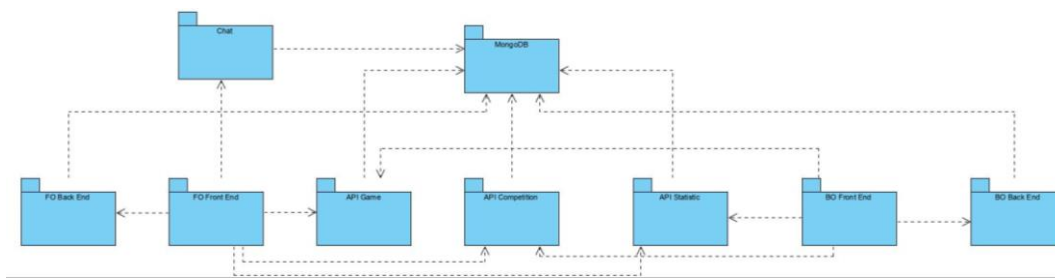 Chat
MongoDB
FO Back End
FO Front End
API Game
API Competition
API Statistic
BO Front End
BO Back End